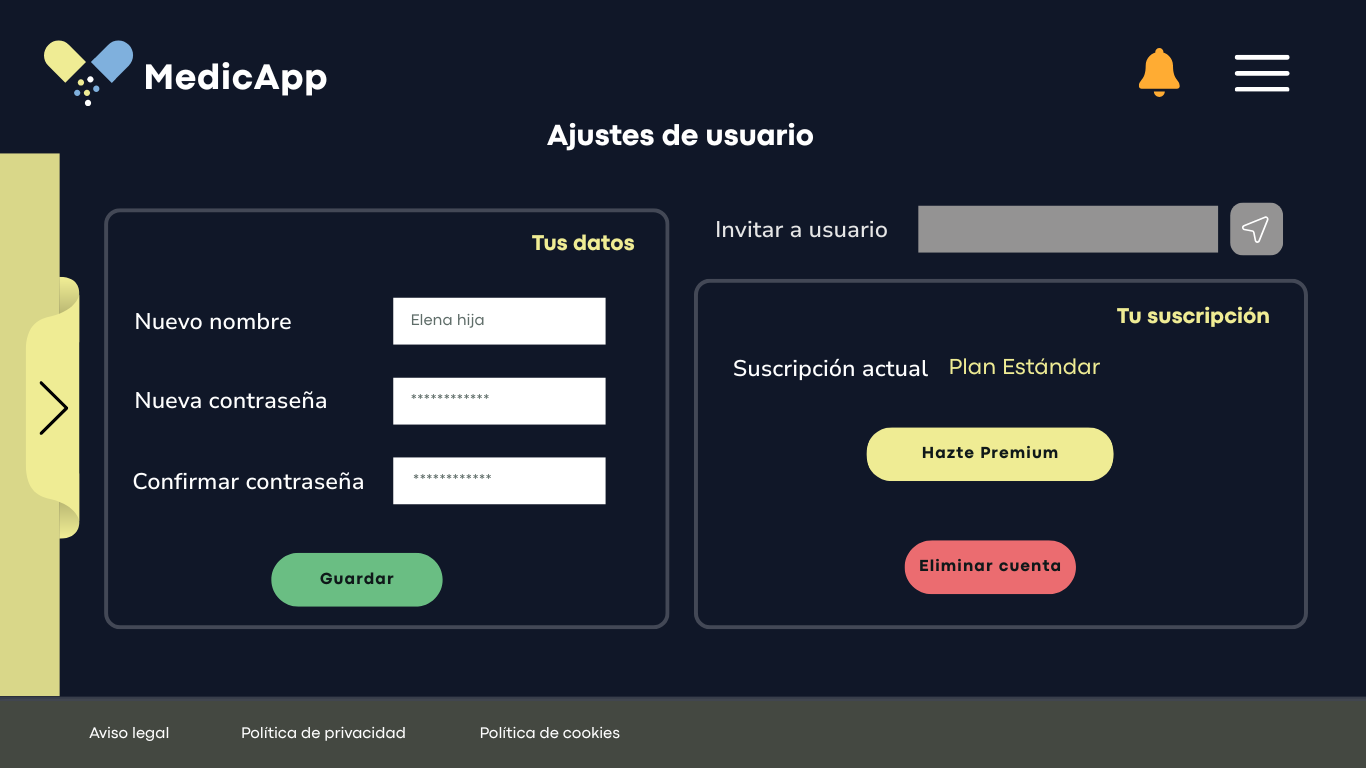 MedicApp
Ajustes de usuario
Tus datos
Nuevo nombre
Elena hija
Nueva contraseña
************
Confirmar contraseña
************
Guardar
Invitar a usuario
Tu suscripción
Suscripción actual Plan Estándar
Hazte Premium
Eliminar cuenta
Aviso legal
Política de privacidad
Política de cookies